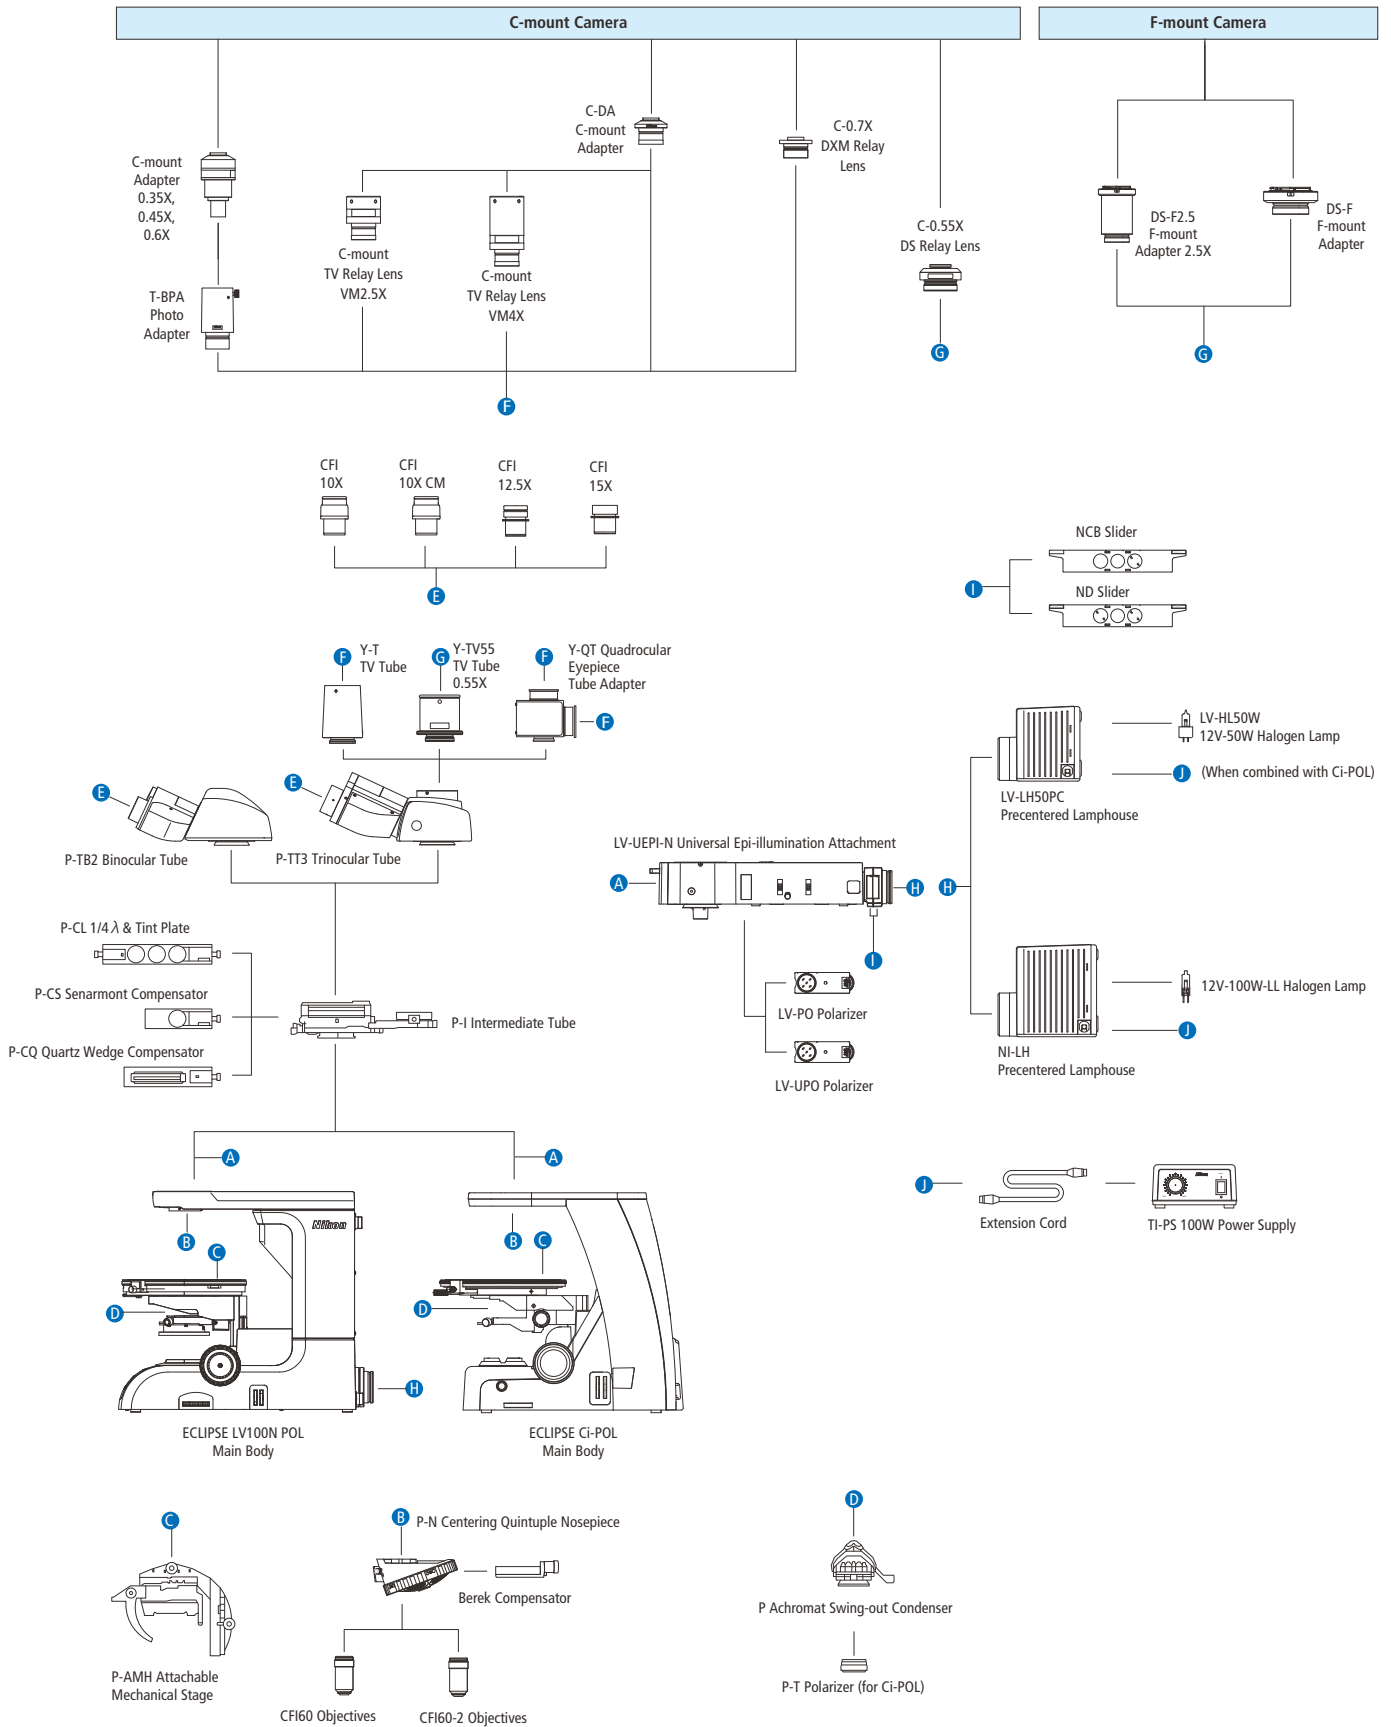 C-mount Camera
F-mount Camera
C-DA
C-mount
Adapter
C-0.7X
DXM Relay
Lens
C-mount
Adapter
0.35X,
0.45X,
0.6X
C-mount
TV Relay Lens
VM2.5X
C-mount
TV Relay Lens
VM4X
C-0.55X
DS Relay Lens
DS-F2.5
F-mount
Adapter 2.5X
DS-F
F-mount
Adapter
T-BPA
Photo
Adapter
G
G
F
CFI
10X
CFI
10X CM
CFI
12.5X
CFI
15X
E
NCB Slider
I
ND Slider
F
Y-T
TV Tube
G
Y-TV55
TV Tube
0.55X
F
Y-QT Quadrocular
Eyepiece
Tube Adapter
F
LV-HL50W
12V-50W Halogen Lamp
J
(When combined with Ci-POL)
LV-LH50PC
Precentered Lamphouse
E
E
P-TB2 Binocular Tube
P-TT3 Trinocular Tube
LV-UEPI-N Universal Epi-illumination Attachment
A
H
H
I
P-CL 1/4 λ & Tint Plate
P-CS Senarmont Compensator
P-CQ Quartz Wedge Compensator
P-I Intermediate Tube
LV-PO Polarizer
LV-UPO Polarizer
12V-100W-LL Halogen Lamp
J
NI-LH
Precentered Lamphouse
A
A
J
Extension Cord
TI-PS 100W Power Supply
Nikon
B
C
D
H
B
C
D
ECLIPSE LV100N POL
Main Body
ECLIPSE Ci-POL
Main Body
C
P-AMH Attachable
Mechanical Stage
B
P-N Centering Quintuple Nosepiece
Berek Compensator
CFI60 Objectives
CFI60-2 Objectives
D
P Achromat Swing-out Condenser
P-T Polarizer (for Ci-POL)